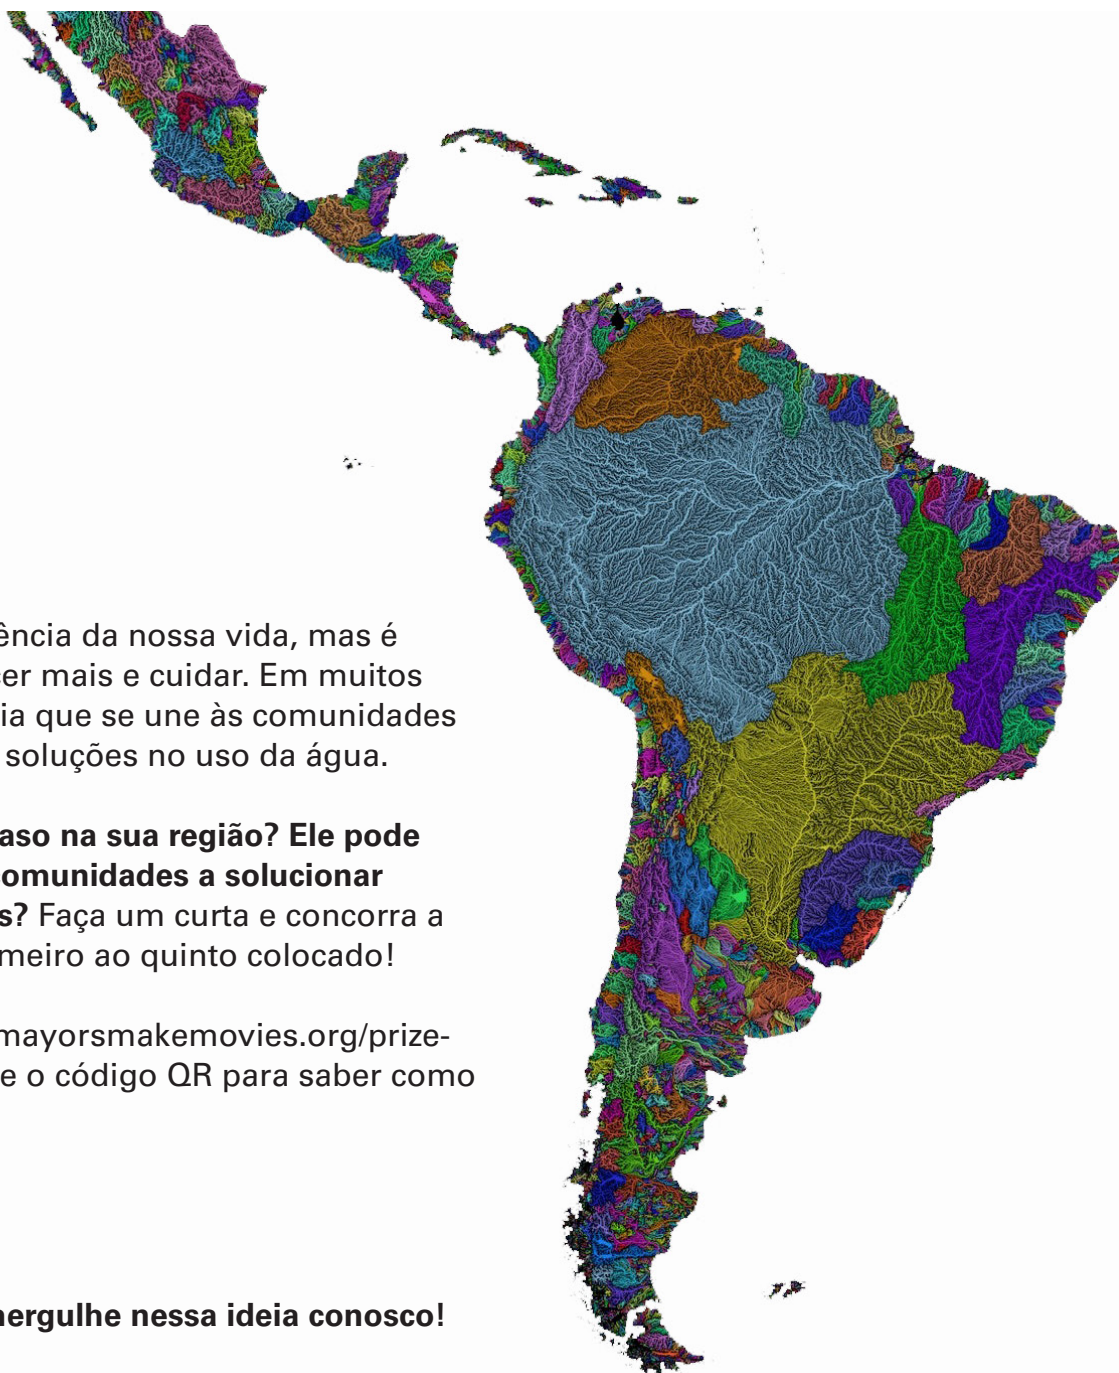 ência da nossa vida, mas é
er mais e cuidar. Em muitos
ia que se une às comunidades
soluções no uso da água.
aso na sua região? Ele pode
omunidades a solucionar
s? Faça um curta e concorra a
meiro ao quinto colocado!
mayorsmakemovies.org/prize-
e o código QR para saber como
ergulhe nessa ideia conosco!